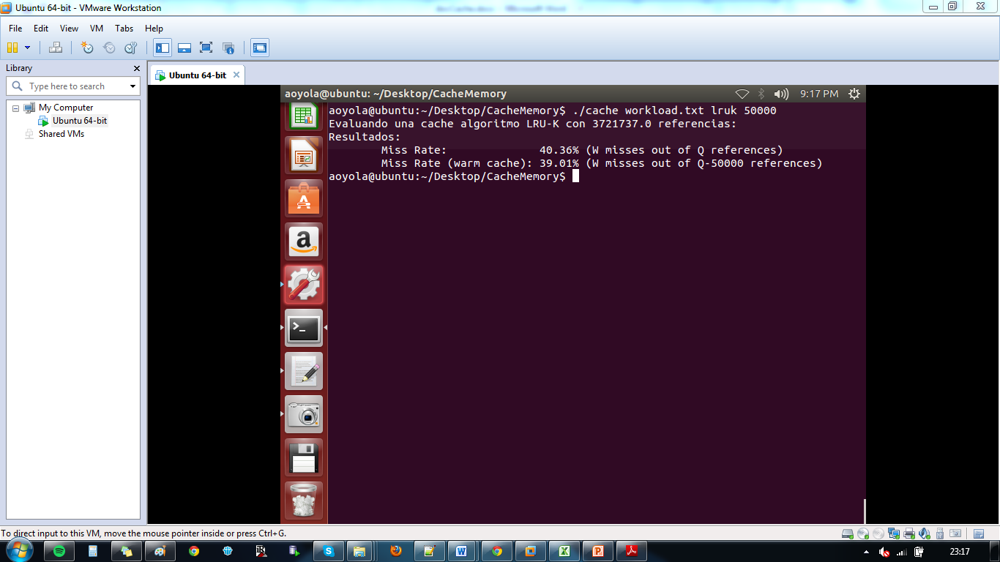 Ubuntu 64-bit - VMware Workstation
File Edit View VM Tabs Help
Library
Type here to search
My Computer
Ubuntu 64-bit
Shared VMs
Ubuntu 64-bit
aoyola@ubuntu: ~/Desktop/CacheMemory
9:17 PM
aoyola@ubuntu:~/Desktop/CacheMemory$ ./cache workload.txt lruk 50000
Evaluando una cache algoritmo LRU-K con 3721737.0 referencias:
Resultados:
Miss Rate: 40.36% (W misses out of Q references)
Miss Rate (warm cache): 39.01% (W misses out of Q-50000 references)
aoyola@ubuntu:~/Desktop/CacheMemory$
To direct input to this VM, move the mouse pointer inside or press Ctrl+G.
23:17